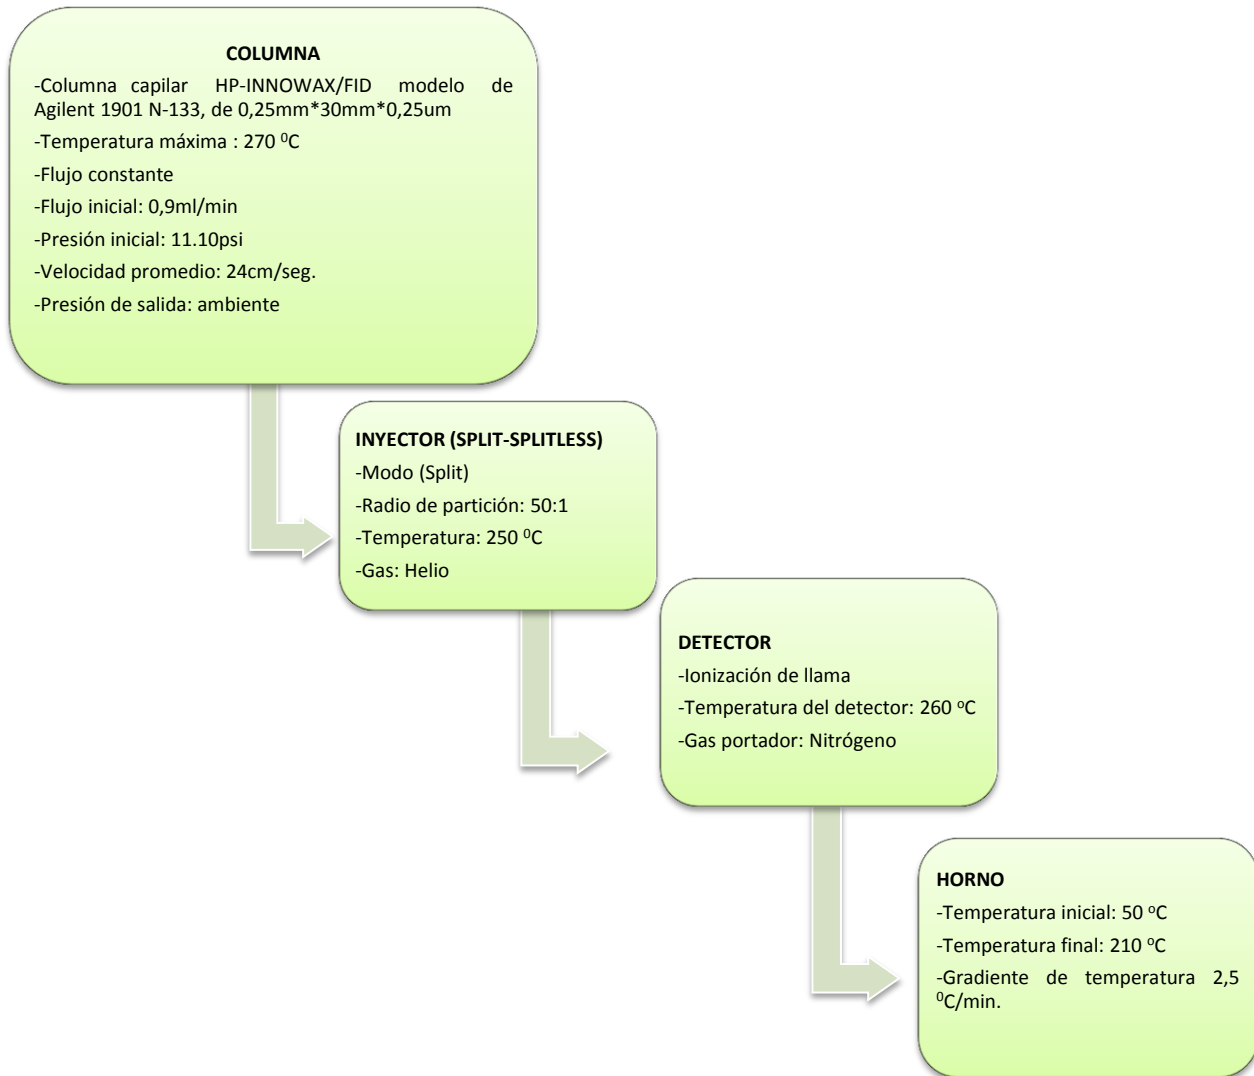 COLUMNA
-Columna capilar HP-INNOWAX/FID modelo de
Agilent 1901 N-133, de 0,25mm*30mm*0,25um
-Temperatura máxima : 270 ⁰C
-Flujo constante
-Flujo inicial: 0,9ml/min
-Presión inicial: 11.10psi
-Velocidad promedio: 24cm/seg.
-Presión de salida: ambiente
INYECTOR (SPLIT-SPLITLESS)
-Modo (Split)
-Radio de partición: 50:1
-Temperatura: 250 ⁰C
-Gas: Helio
DETECTOR
-Ionización de llama
-Temperatura del detector: 260 ºC
-Gas portador: Nitrógeno
HORNO
-Temperatura inicial: 50 ºC
-Temperatura final: 210 ºC
-Gradiente de temperatura 2,5
⁰C/min.